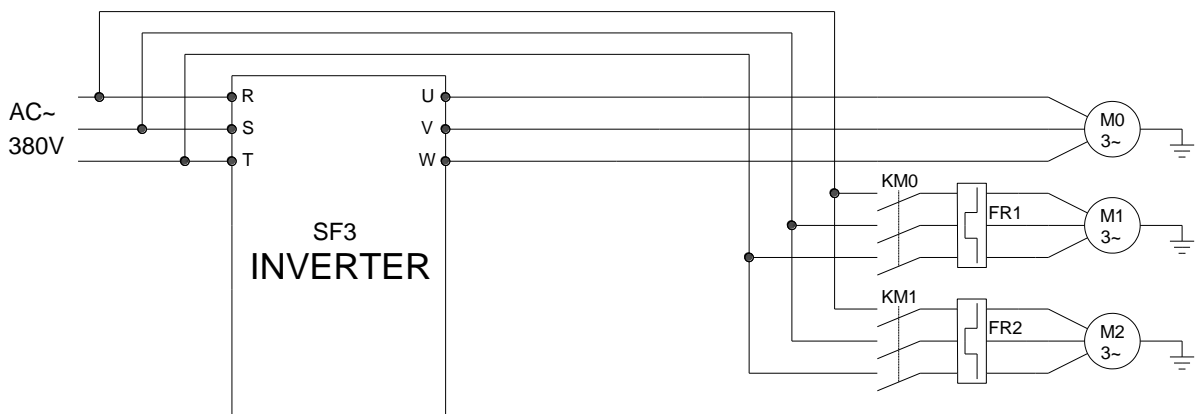 AC~
380V
R
S
T
U
V
W
SF3
INVERTER
M0
3~
KM0
FR1
M1
3~
KM1
FR2
M2
3~